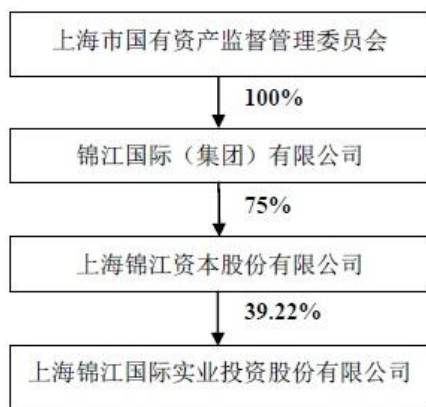 上海市国有资产监督管理委员会
100%
锦江国际（集团）有限公司
75%
上海锦江资本股份有限公司
39.22%
上海锦江国际实业投资股份有限公司